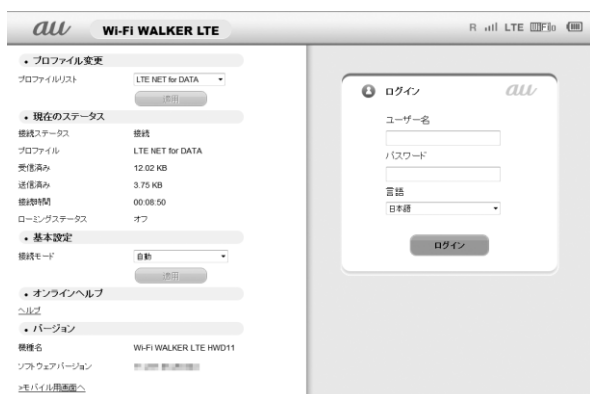 au Wi-Fi WALKER LTE
R LTE
・プロファイル変更
プロファイルリスト LTE NET for DATA
適用
・現在のステータス
接続ステータス 接続
プロファイル LTE NET for DATA
受信済み 12.02 KB
送信済み 3.75 KB
接続時間 00:08:50
ローミングステータス オフ
・基本設定
接続モード 自動
適用
・オンラインヘルプ
ヘルプ
・バージョン
機種名 Wi-Fi WALKER LTE HWD11
ソフトウェアバージョン
>モバイル用画面へ
ログイン au
ユーザー名
パスワード
言語
日本語
ログイン